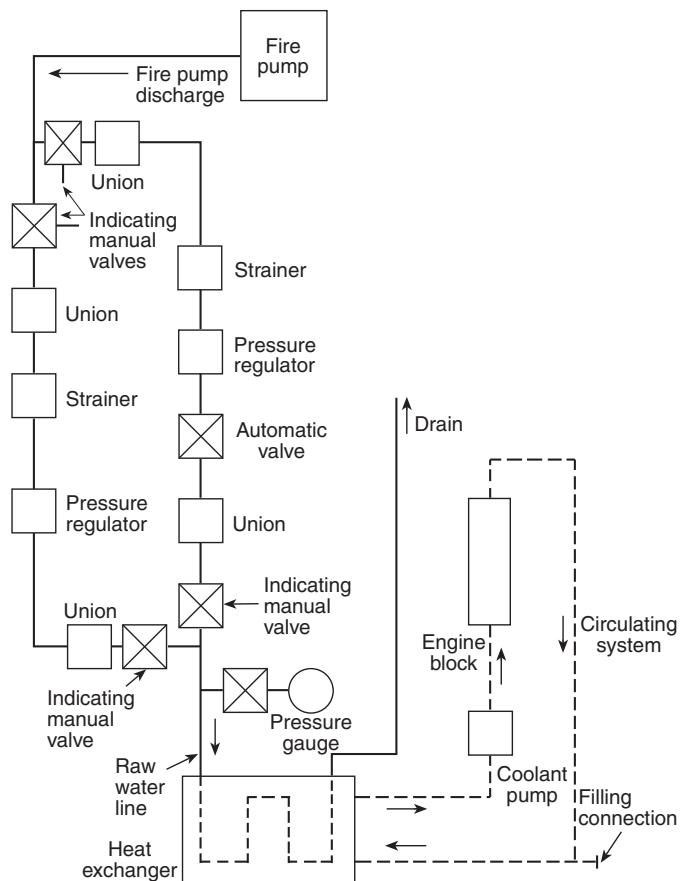 Fire
pump
Fire pump
discharge
Union
Indicating
manual
valves
Strainer
Union
Pressure
regulator
Strainer
Automatic
valve
Drain
Pressure
regulator
Union
Indicating
manual
valve
Union
Engine
block
Circulating
system
Indicating
manual
valve
Pressure
gauge
Raw
water
line
Coolant
pump
Filling
connection
Heat
exchanger